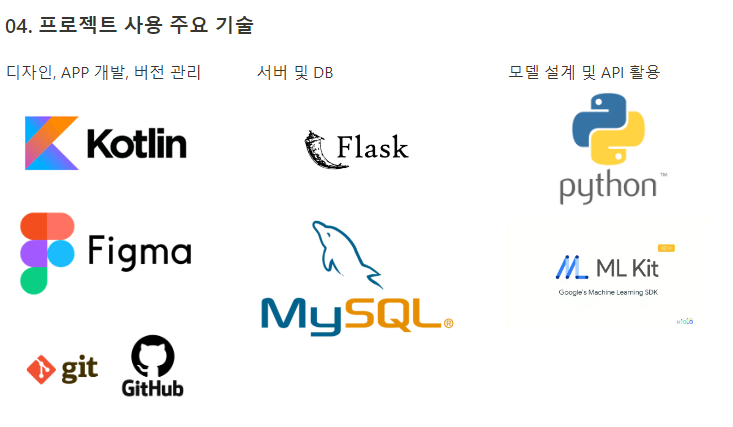 04. 프로젝트 사용 주요 기술
디자인, APP 개발, 버전 관리
Kotlin
Figma
git
GitHub
서버 및 DB
Flask
MySQL®
모델 설계 및 API 활용
python™
ML Kit
Google's Machine Learning SDK